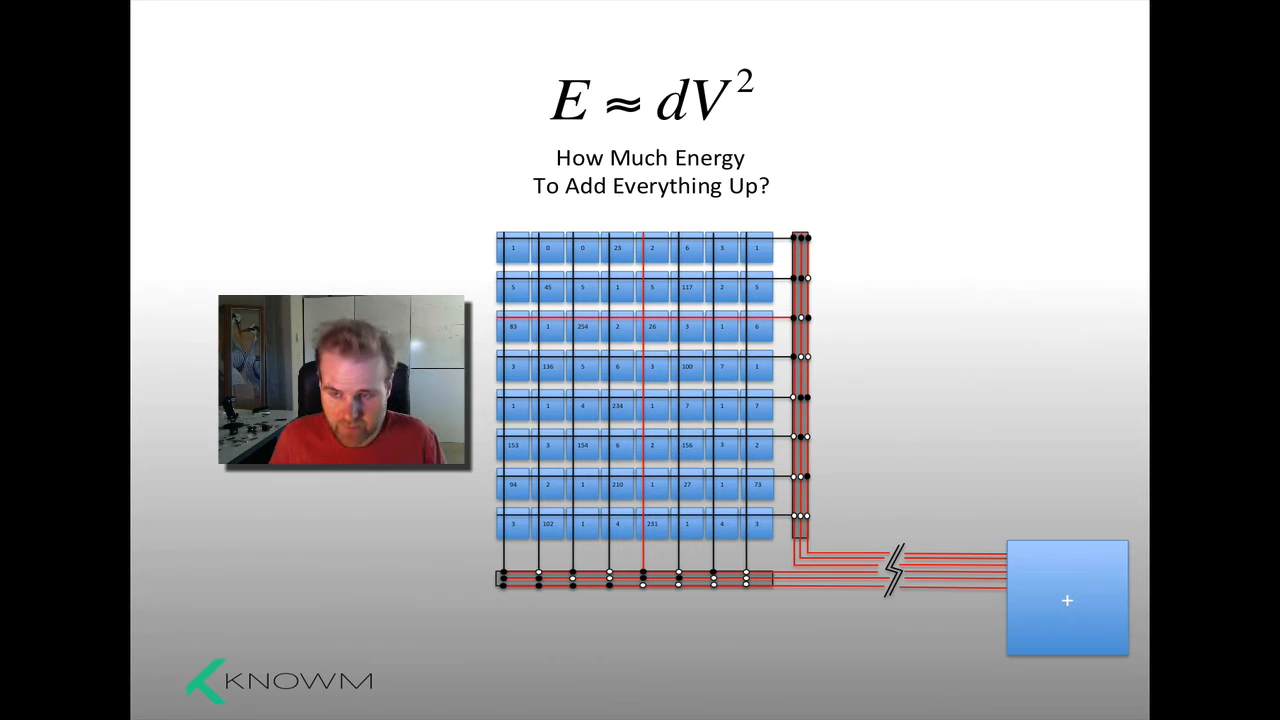 E ≈ dV²
How Much Energy
To Add Everything Up?
1 0 0 23 2 6 3 1
5 45 5 1 5 117 2 5
83 1 254 2 26 3 1 6
3 136 5 6 3 100 7 1
1 1 4 234 1 7 1 7
153 3 154 6 2 156 3 2
94 2 1 210 1 27 1 73
3 102 1 4 231 1 4 3
+
KNOWM